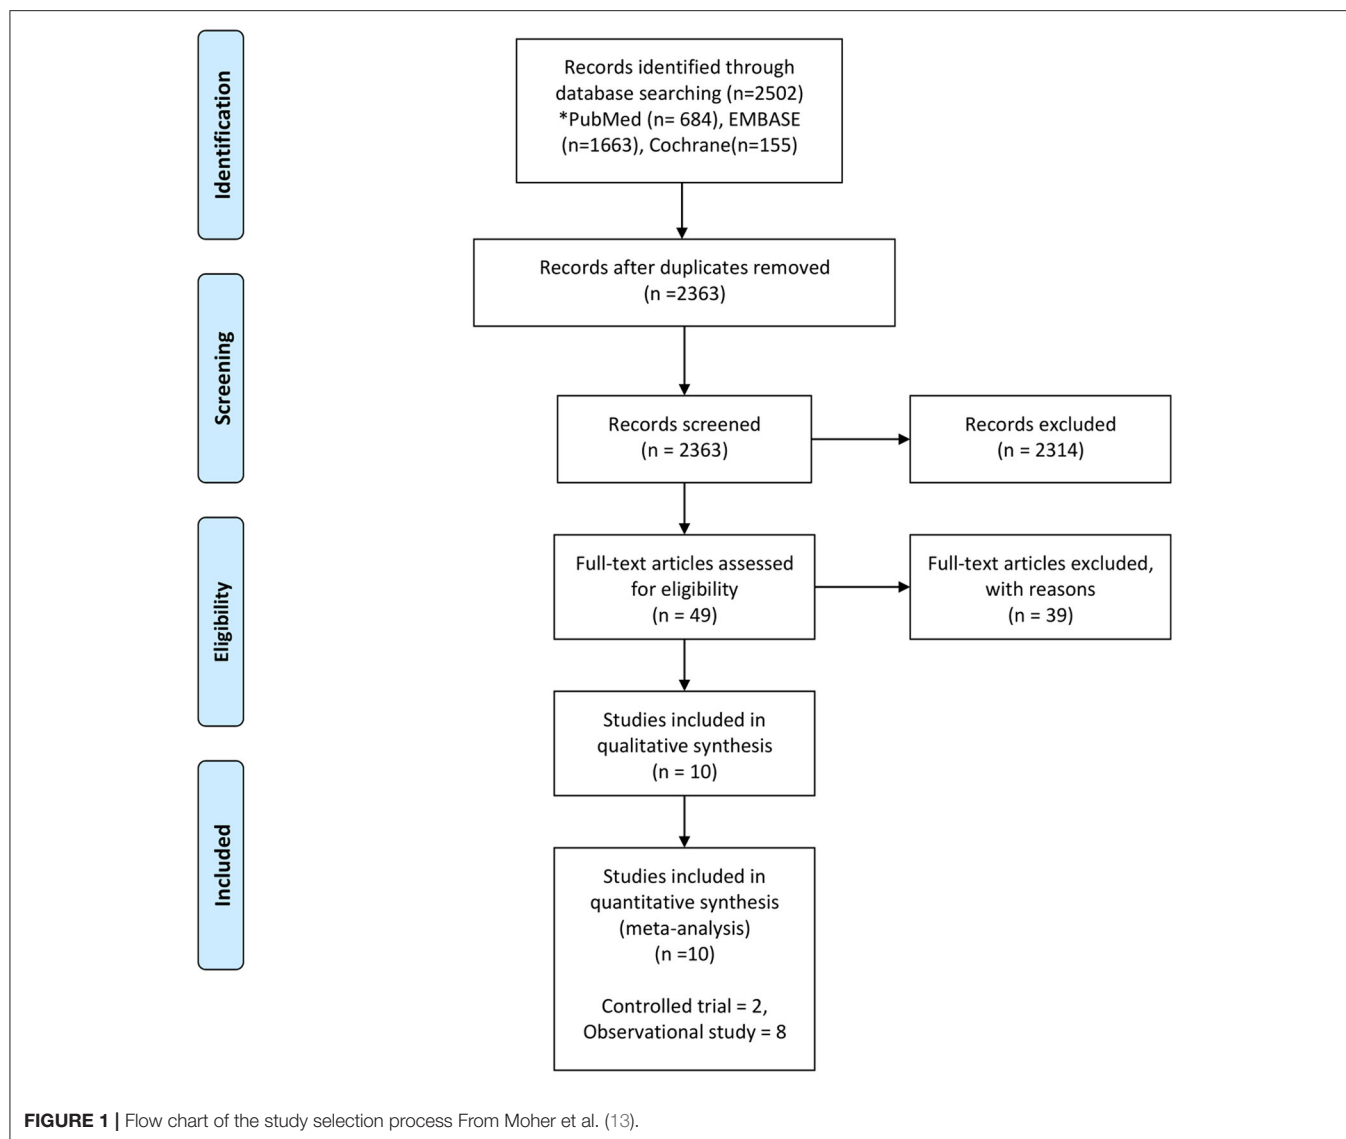 Identification
Records identified through
database searching (n=2502)
*PubMed (n= 684), EMBASE
(n=1663), Cochrane(n=155)
Records after duplicates removed
(n =2363)
Screening
Records screened
(n = 2363)
Records excluded
(n = 2314)
Eligibility
Full-text articles assessed
for eligibility
(n = 49)
Full-text articles excluded,
with reasons
(n = 39)
Studies included in
qualitative synthesis
(n = 10)
Included
Studies included in
quantitative synthesis
(meta-analysis)
(n =10)
Controlled trial = 2,
Observational study = 8
FIGURE 1 | Flow chart of the study selection process From Moher et al. (13).